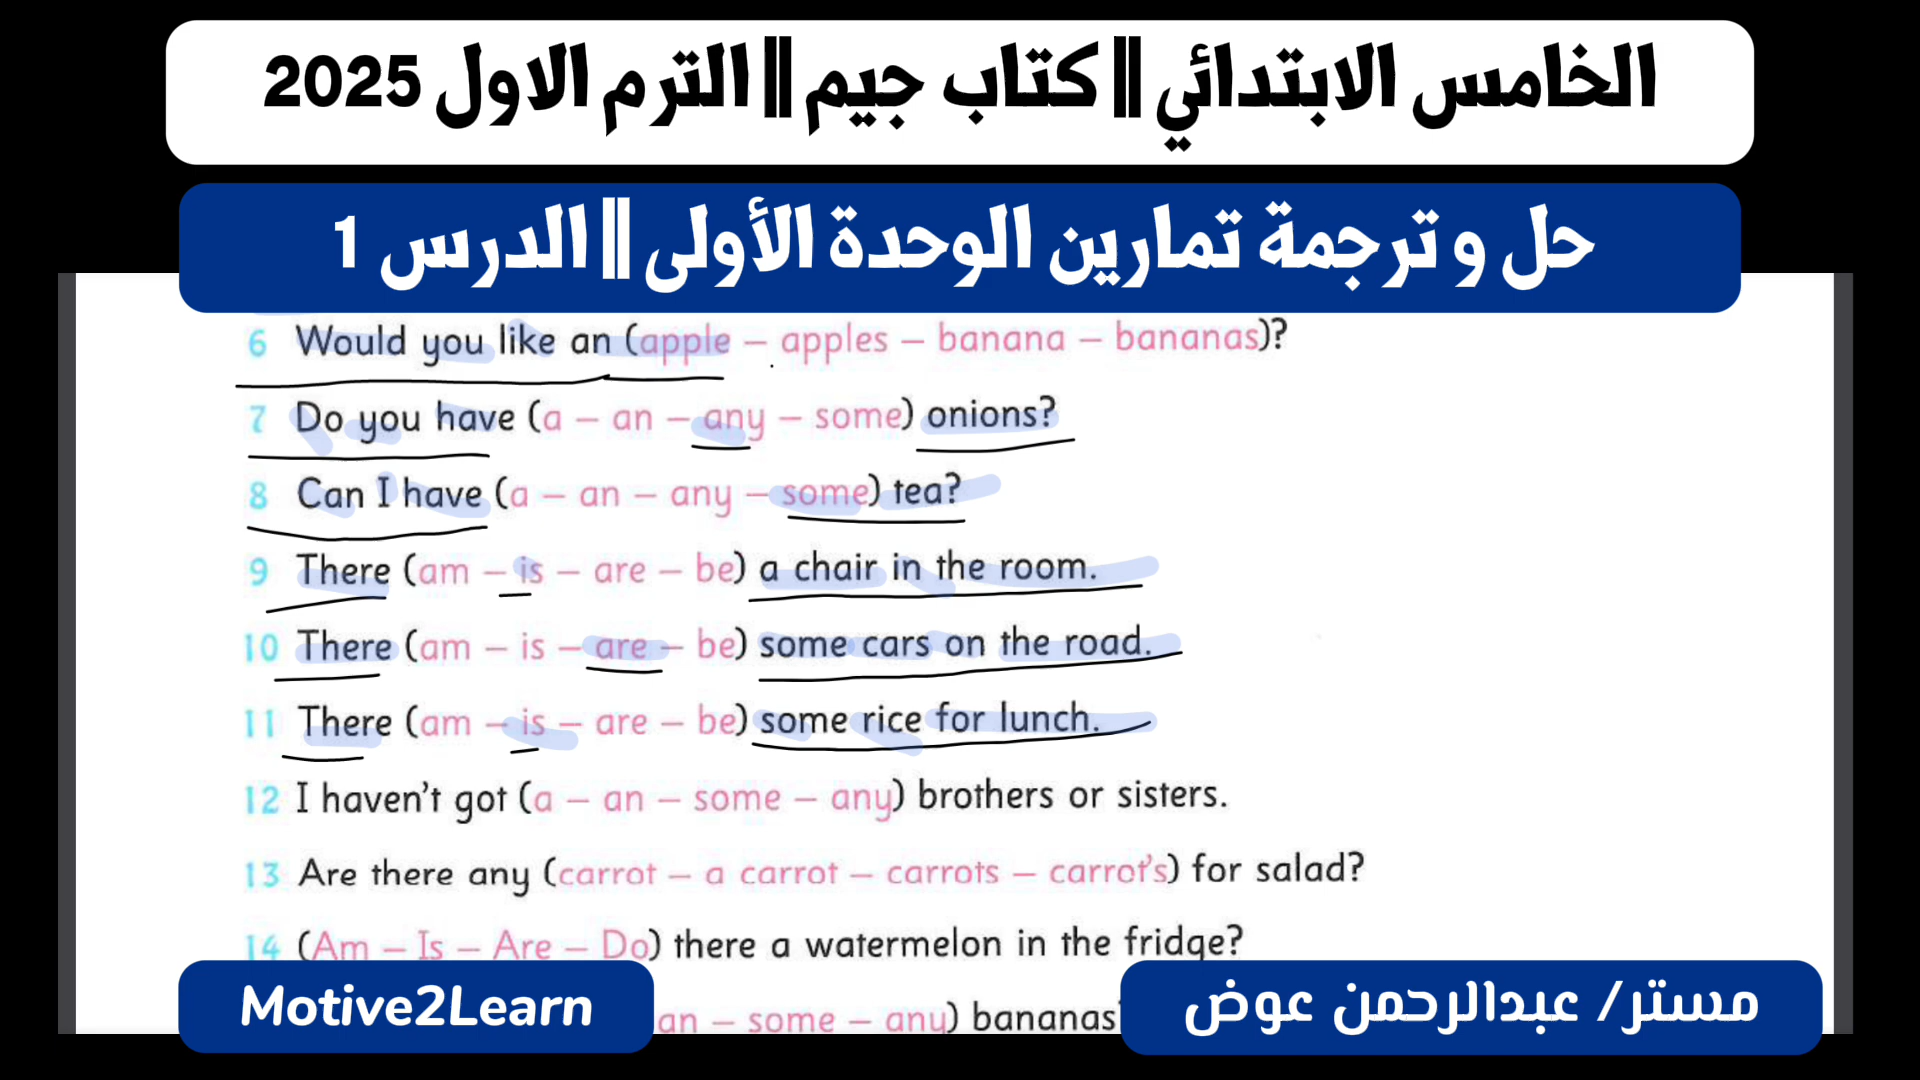 الخامس الابتدائي || كتاب جيم || الترم الاول 2025
حل و ترجمة تمارين الوحدة الأولى || الدرس 1
6 Would you like an (apple – apples – banana – bananas)?
7 Do you have (a – an – any – some) onions?
8 Can I have (a – an – any – some) tea?
9 There (am – is – are – be) a chair in the room.
10 There (am – is – are – be) some cars on the road.
11 There (am – is – are – be) some rice for lunch.
12 I haven't got (a – an – some – any) brothers or sisters.
13 Are there any (carrot – a carrot – carrots – carrot's) for salad?
14 (Am – Is – Are – Do) there a watermelon in the fridge?
an – some – any) bananas
Motive2Learn
مستر/ عبدالرحمن عوض